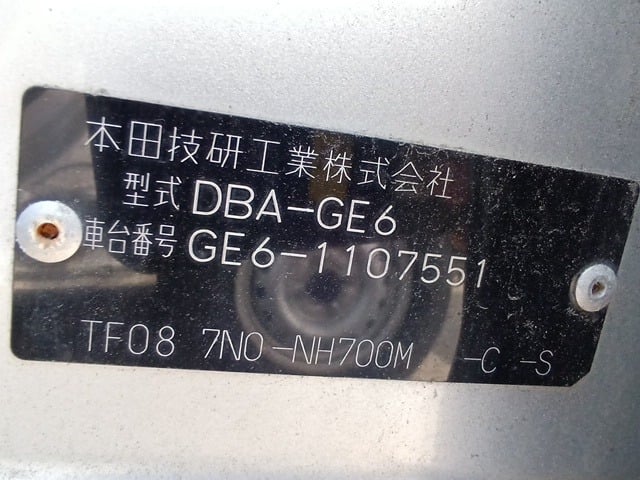 本田技研工業株式会社
型式 DBA-GE6
車台番号 GE6-1107551
TF08 7N0-NH700M -C -S